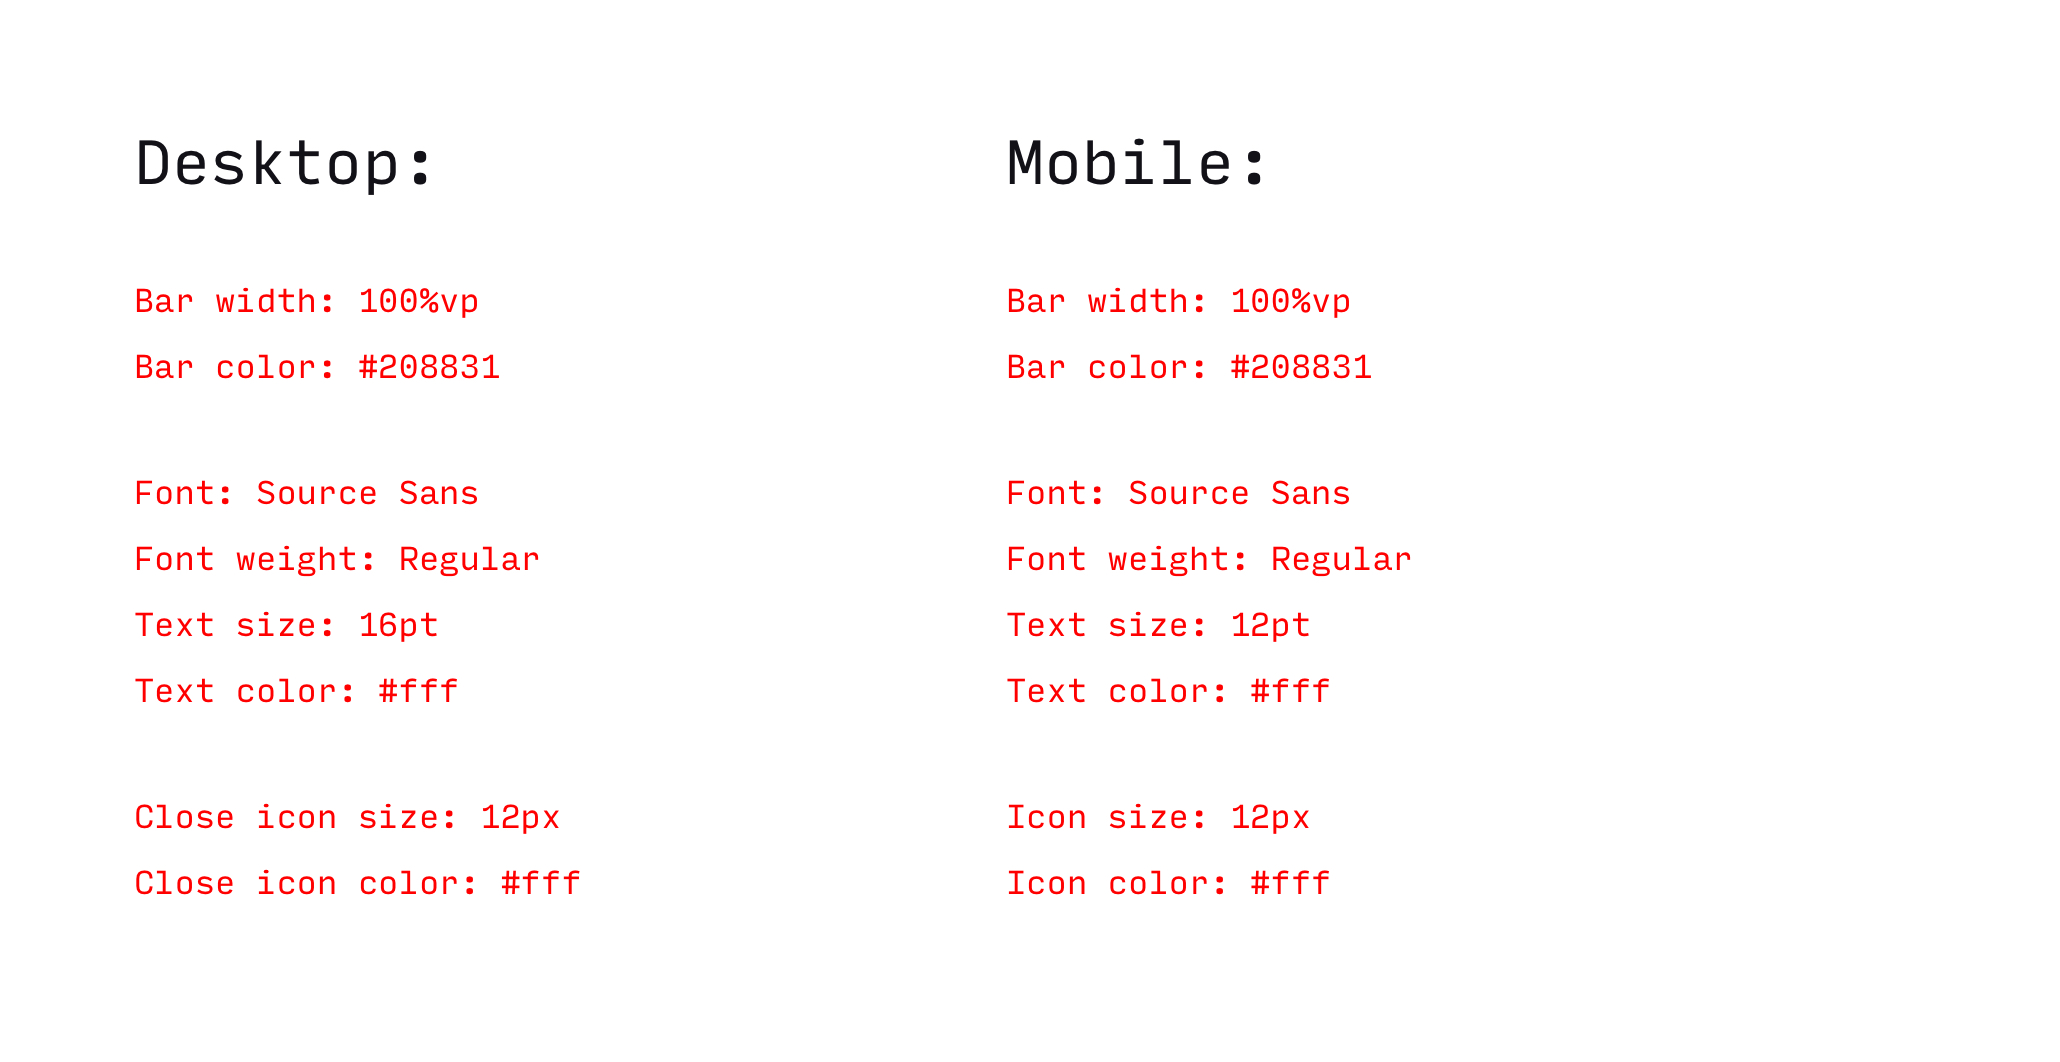 Desktop:
Bar width: 100%vp
Bar color: #208831
Font: Source Sans
Font weight: Regular
Text size: 16pt
Text color: #fff
Close icon size: 12px
Close icon color: #fff
Mobile:
Bar width: 100%vp
Bar color: #208831
Font: Source Sans
Font weight: Regular
Text size: 12pt
Text color: #fff
Icon size: 12px
Icon color: #fff